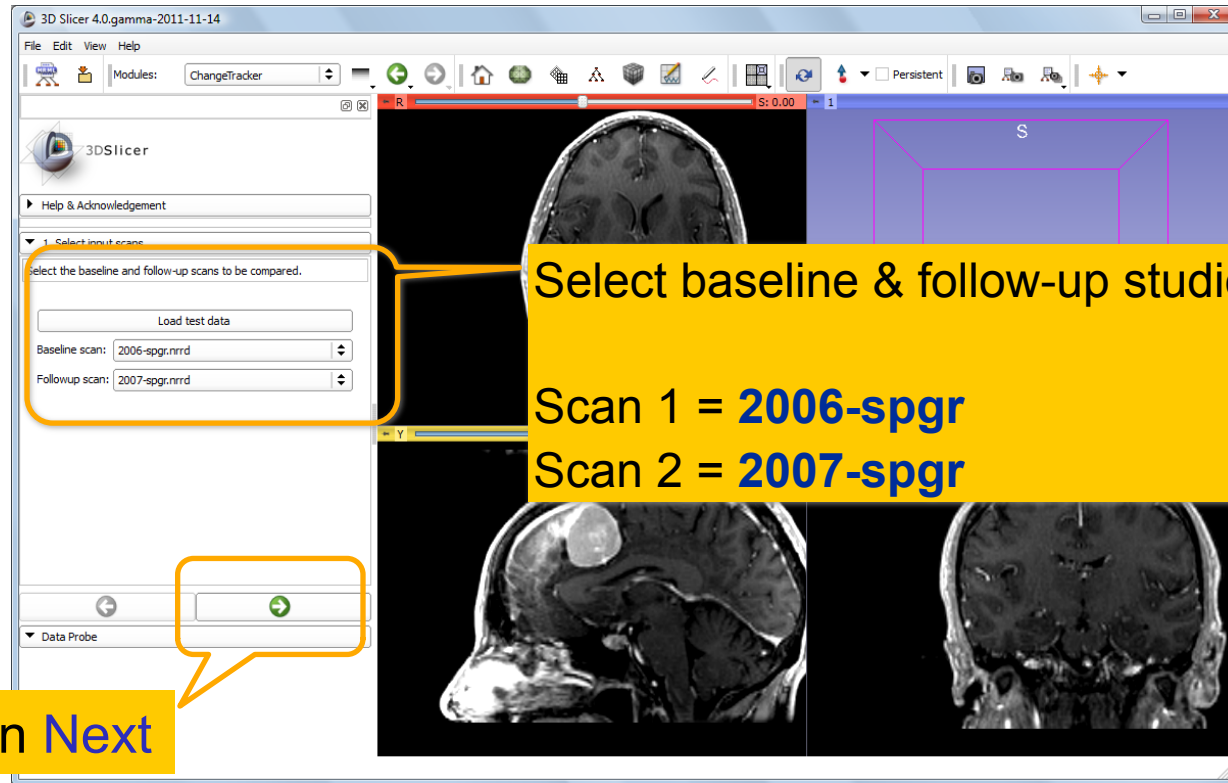 3D Slicer 4.0.gamma-2011-11-14
File Edit View Help
Modules: ChangeTracker
Persistent
R S: 0.00
1
S
3DSlicer
Help & Acknowledgement
1. Select input scans
Select the baseline and follow-up scans to be compared.
Load test data
Baseline scan: 2006-spgr.nrrd
Followup scan: 2007-spgr.nrrd
Select baseline & follow-up studi
Scan 1 = 2006-spgr
Scan 2 = 2007-spgr
Y
Data Probe
n Next